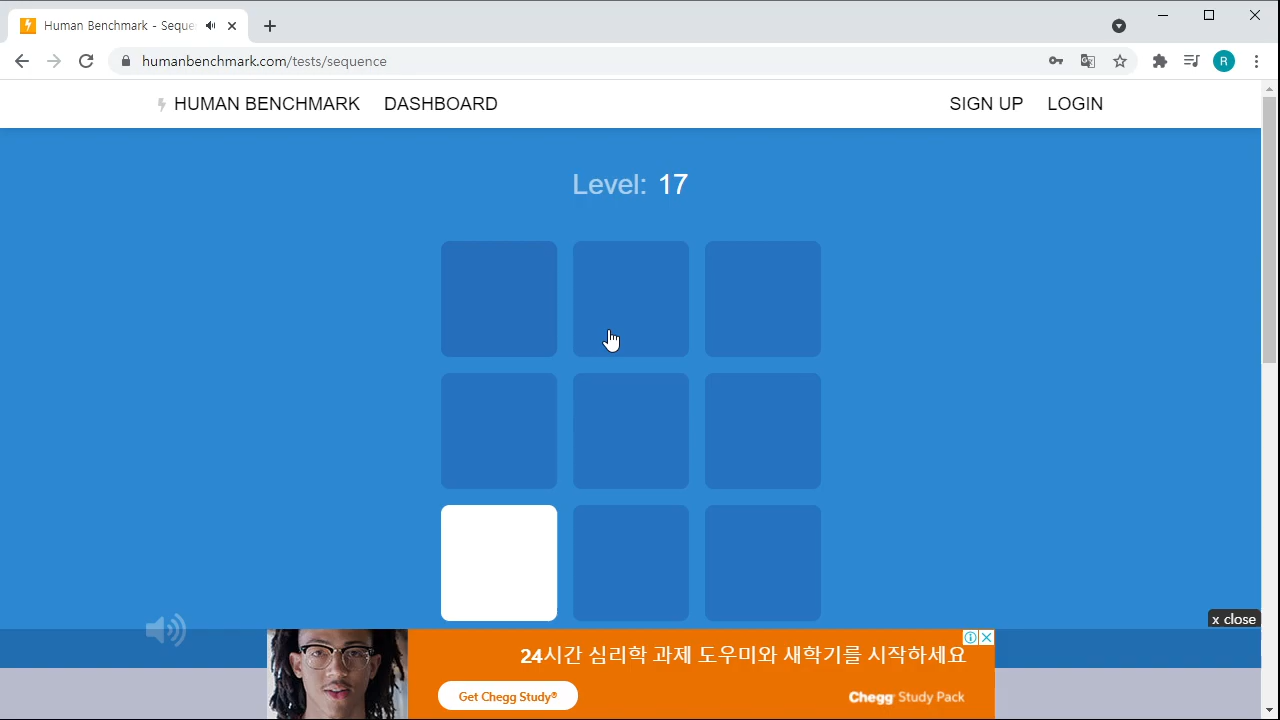 Human Benchmark - Seque
humanbenchmark.com/tests/sequence
R
HUMAN BENCHMARK DASHBOARD SIGN UP LOGIN
Level: 17
x close
24시간 심리학 과제 도우미와 새학기를 시작하세요
Get Chegg Study®
Chegg Study Pack